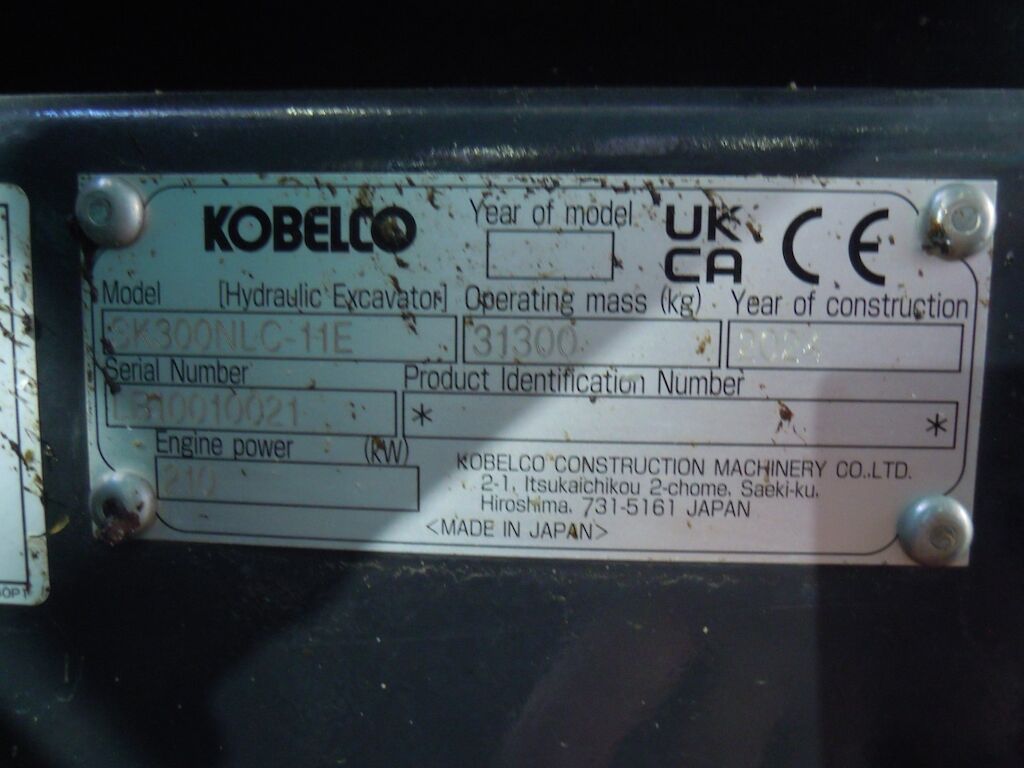 KOBELCO
Year of model
UK
CA
CE
Model [Hydraulic Excavator] Operating mass (kg) Year of construction
SK300NLC-11E 31300 2024
Serial Number Product Identification Number
10010021 * *
Engine power (kW)
210
KOBELCO CONSTRUCTION MACHINERY CO.,LTD.
2-1, Itsukaichikou 2-chome, Saeki-ku,
Hiroshima, 731-5161 JAPAN
<MADE IN JAPAN>